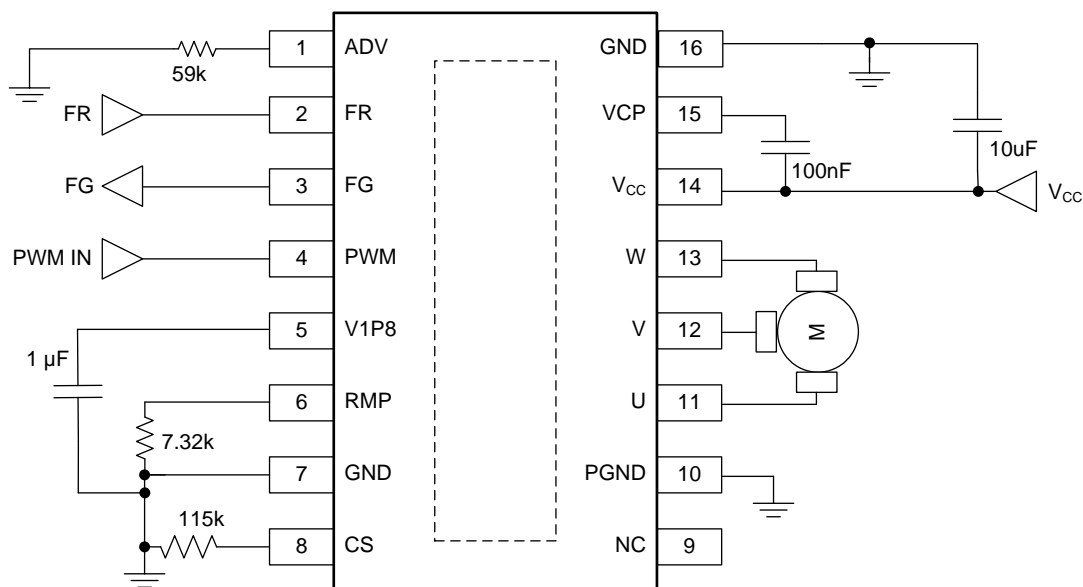 59k
1 ADV
FR 2 FR
FG 3 FG
PWM IN 4 PWM
1 µF 5 V1P8
7.32k 6 RMP
7 GND
115k 8 CS
GND 16
VCP 15
100nF
10uF
VCC 14 VCC
W 13
V 12
M
U 11
PGND 10
NC 9